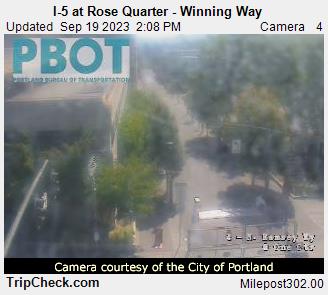 I-5 at Rose Quarter - Winning Way
Updated Sep 19 2023 2:08 PM Camera 4
PBOT
PORTLAND BUREAU OF TRANSPORTATION
Camera courtesy of the City of Portland
TripCheck.com Milepost302.00